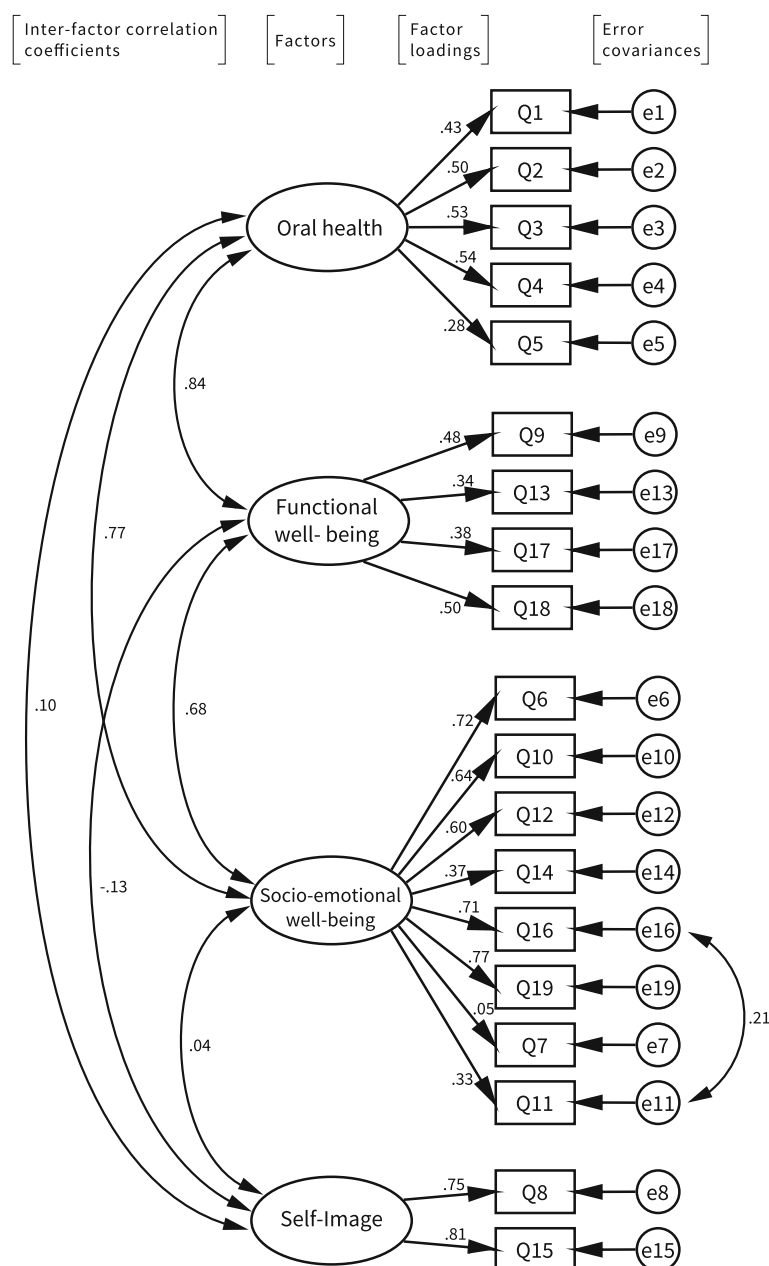 Inter-factor correlation
coefficients
Factors
Factor
loadings
Error
covariances
.43
Q1
e1
.50
Q2
e2
Oral health
.53
Q3
e3
.54
Q4
e4
.28
Q5
e5
.84
.48
Q9
e9
.34
Q13
e13
Functional
well- being
.77
.38
Q17
e17
.50
Q18
e18
.10
.68
.72
Q6
e6
.64
Q10
e10
.60
Q12
e12
-.13
.37
Q14
e14
Socio-emotional
well-being
.71
Q16
e16
.77
Q19
e19
.21
.04
.05
Q7
e7
.33
Q11
e11
.75
Q8
e8
Self-Image
.81
Q15
e15